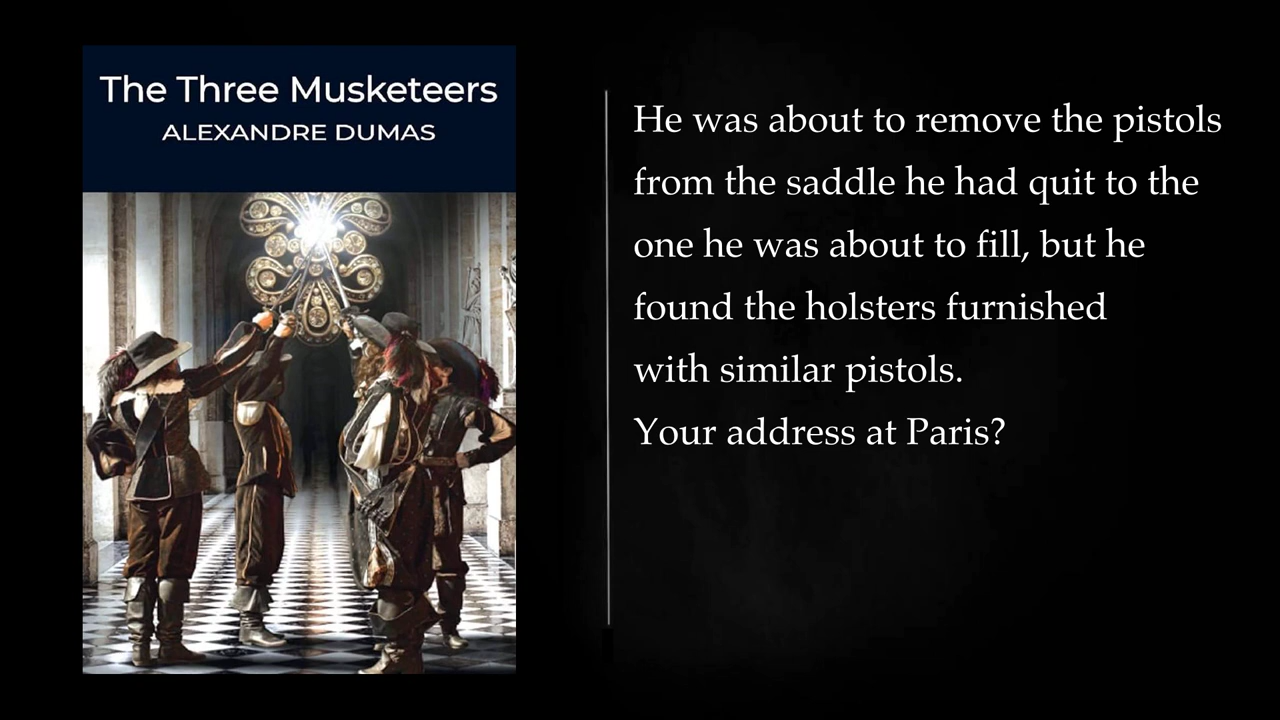 The Three Musketeers
ALEXANDRE DUMAS
He was about to remove the pistols
from the saddle he had quit to the
one he was about to fill, but he
found the holsters furnished
with similar pistols.
Your address at Paris?